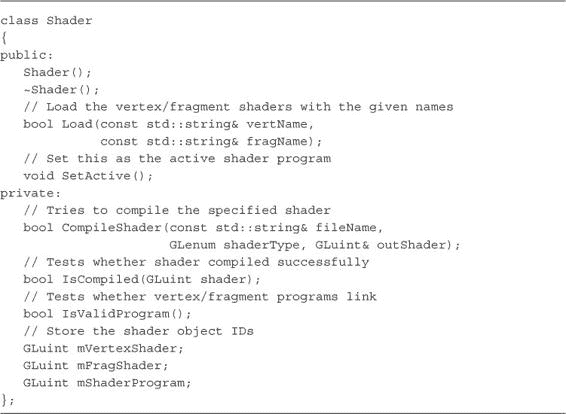 class Shader
{
public:
   Shader();
   ~Shader();
   // Load the vertex/fragment shaders with the given names
   bool Load(const std::string& vertName,
             const std::string& fragName);
   // Set this as the active shader program
   void SetActive();
private:
   // Tries to compile the specified shader
   bool CompileShader(const std::string& fileName,
                      GLenum shaderType, GLuint& outShader);
   // Tests whether shader compiled successfully
   bool IsCompiled(GLuint shader);
   // Tests whether vertex/fragment programs link
   bool IsValidProgram();
   // Store the shader object IDs
   GLuint mVertexShader;
   GLuint mFragShader;
   GLuint mShaderProgram;
};